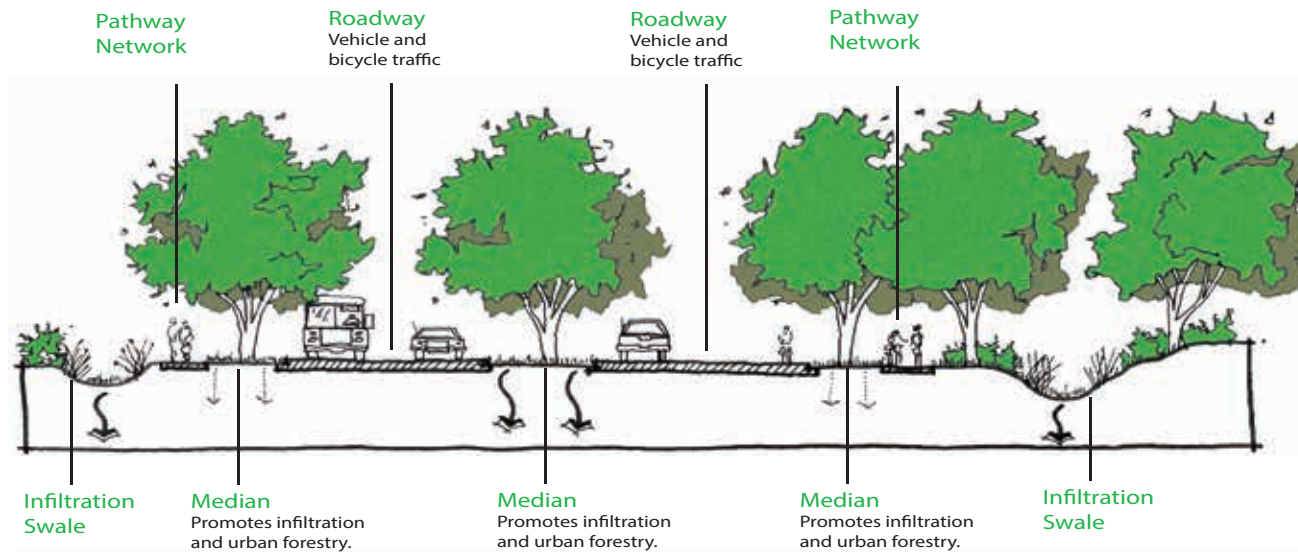 Pathway
Network
Roadway
Vehicle and
bicycle traffic
Roadway
Vehicle and
bicycle traffic
Pathway
Network
Infiltration
Swale
Median
Promotes infiltration
and urban forestry.
Median
Promotes infiltration
and urban forestry.
Median
Promotes infiltration
and urban forestry.
Infiltration
Swale